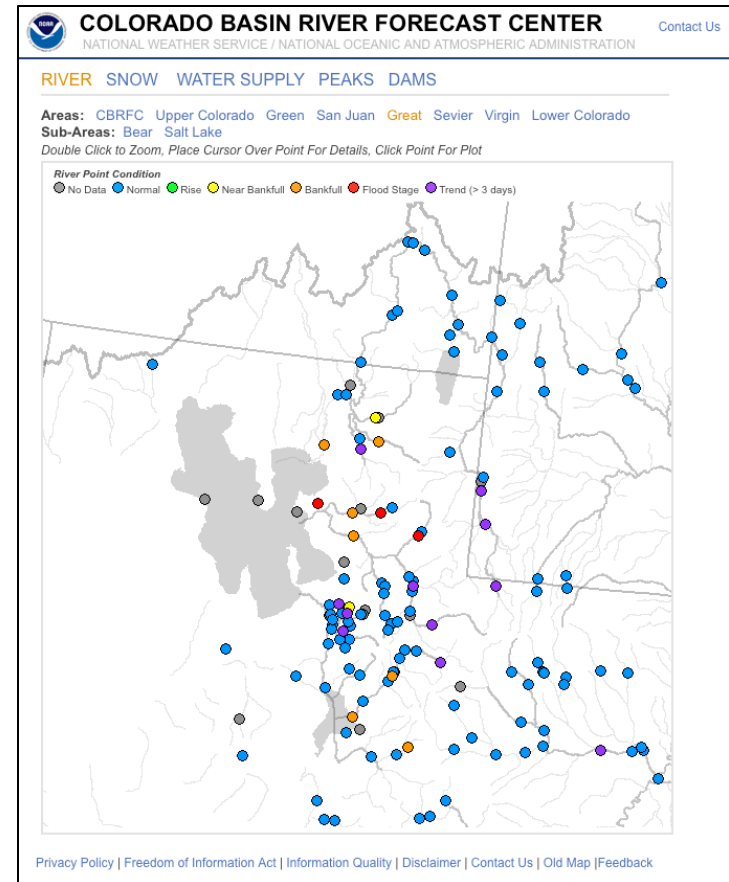 NOAA
COLORADO BASIN RIVER FORECAST CENTER
Contact Us
NATIONAL WEATHER SERVICE / NATIONAL OCEANIC AND ATMOSPHERIC ADMINISTRATION
RIVER SNOW WATER SUPPLY PEAKS DAMS
Areas: CBRFC Upper Colorado Green San Juan Great Sevier Virgin Lower Colorado
Sub-Areas: Bear Salt Lake
Double Click to Zoom, Place Cursor Over Point For Details, Click Point For Plot
River Point Condition
No Data Normal Rise Near Bankfull Bankfull Flood Stage Trend (> 3 days)
Privacy Policy | Freedom of Information Act | Information Quality | Disclaimer | Contact Us | Old Map |Feedback